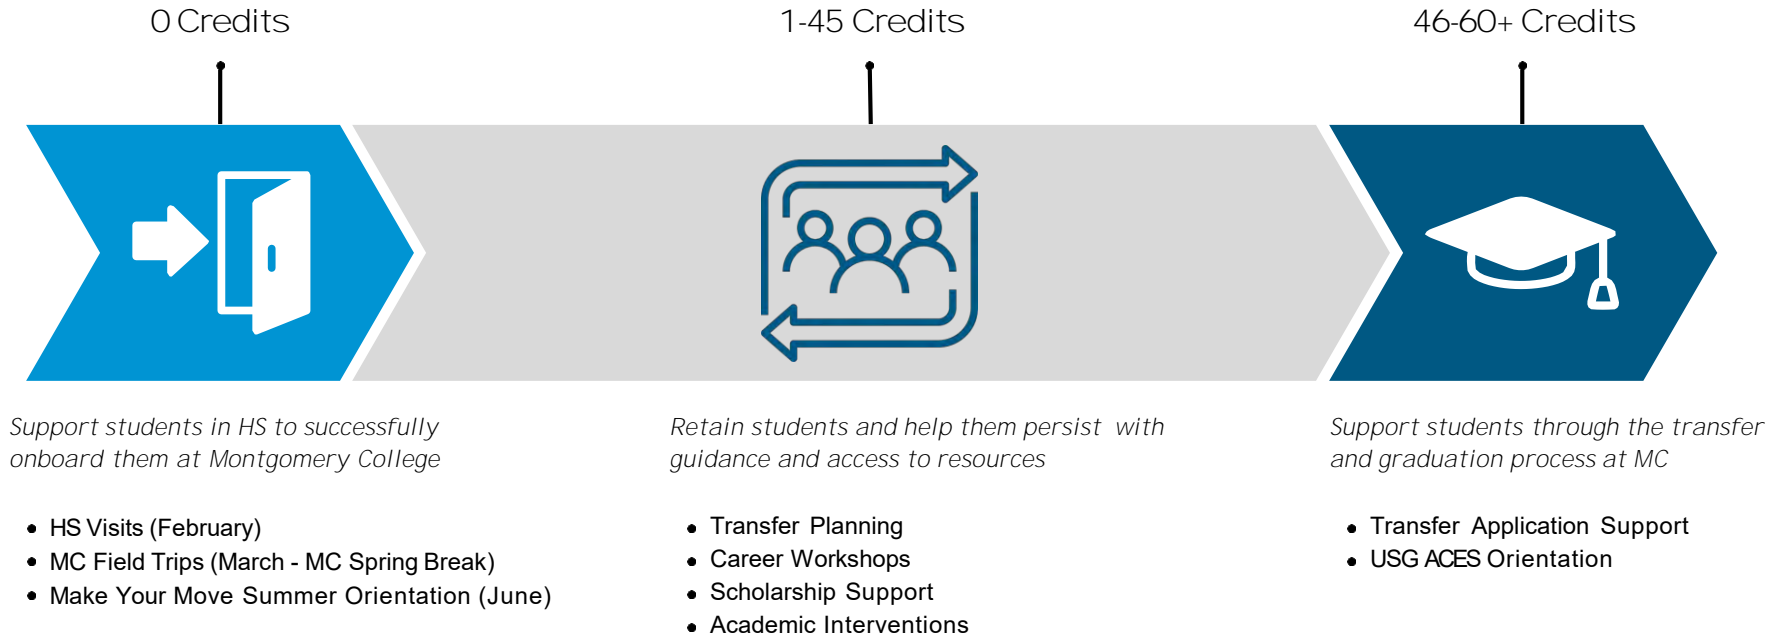 0 Credits
1-45 Credits
46-60+ Credits
Support students in HS to successfully
onboard them at Montgomery College
• HS Visits (February)
• MC Field Trips (March - MC Spring Break)
• Make Your Move Summer Orientation (June)
Retain students and help them persist with
guidance and access to resources
• Transfer Planning
• Career Workshops
• Scholarship Support
• Academic Interventions
Support students through the transfer
and graduation process at MC
• Transfer Application Support
• USG ACES Orientation